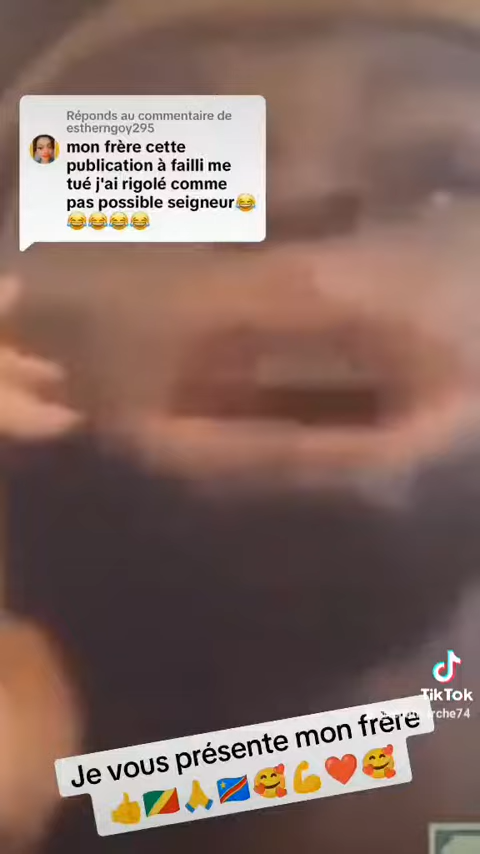 Réponds au commentaire de
estherngoy295
mon frère cette
publication à failli me
tué j'ai rigolé comme
pas possible seigneur😂
😂😂😂😂
TikTok
Je vous présente mon frère
👍🇨🇬🙏🇨🇩🥰💪❤️🥰